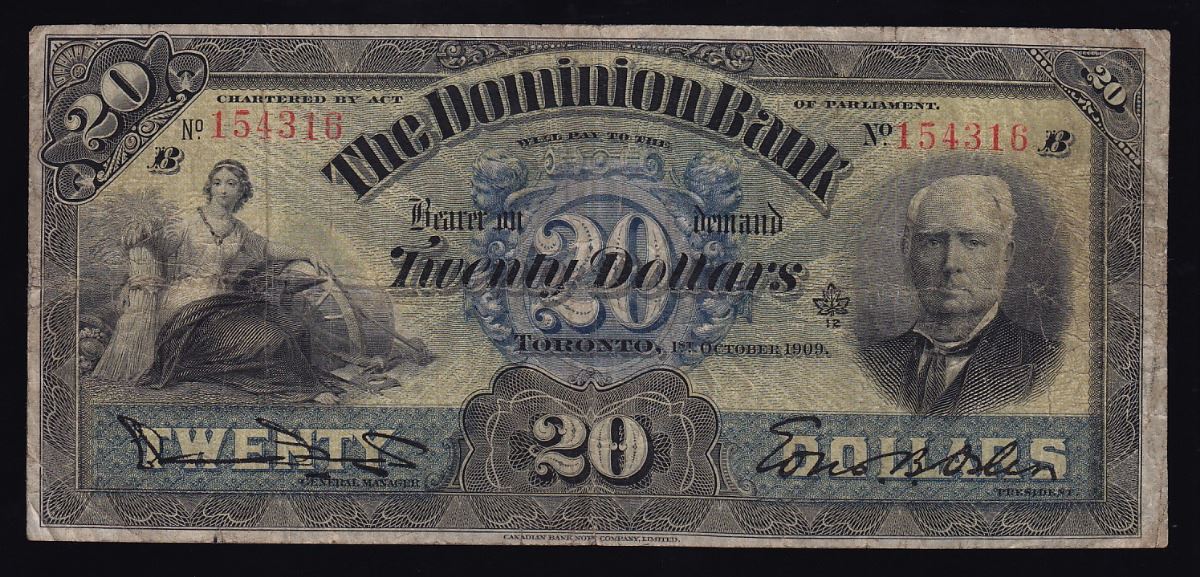 20
20
CHARTERED BY ACT
OF PARLIAMENT.
The Dominion Bank
No. 154316
No. 154316
B
B
WILL PAY TO THE
Bearer on demand
20
Twenty Dollars
12
TORONTO, 1ST. OCTOBER 1909.
TWENTY
20
DOLLARS
GENERAL MANAGER
PRESIDENT.
CANADIAN BANK NOTE COMPANY, LIMITED.